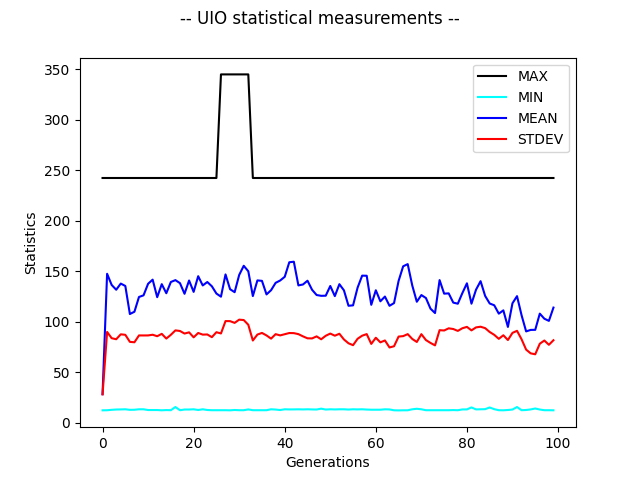 -- UIO statistical measurements --
MAX
MIN
MEAN
STDEV
Statistics
350
300
250
200
150
100
50
0
0 20 40 60 80 100
Generations